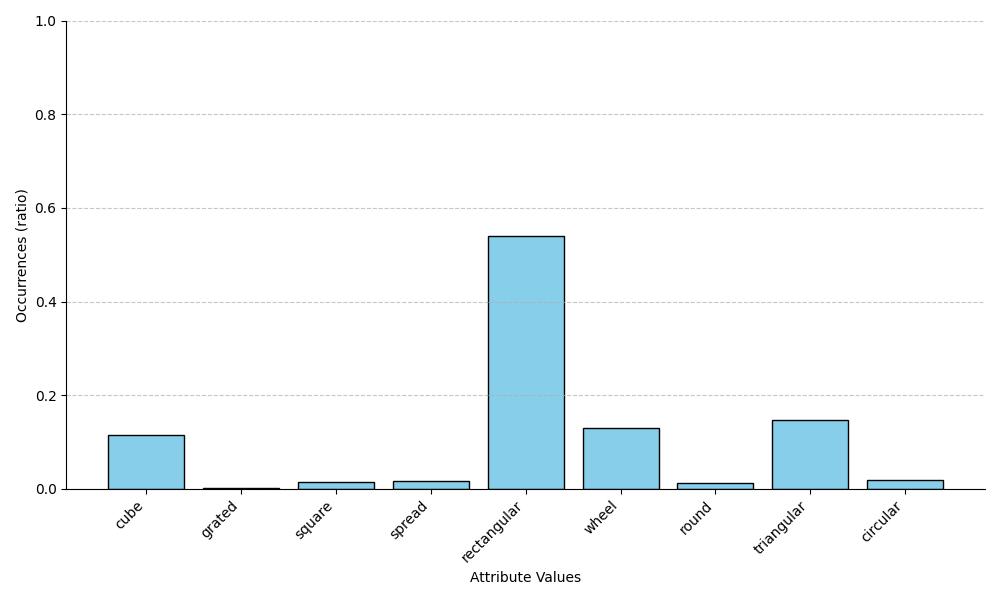 1.0
0.8
0.6
0.4
0.2
0.0
Occurrences (ratio)
cube
grated
square
spread
rectangular
wheel
round
triangular
circular
Attribute Values